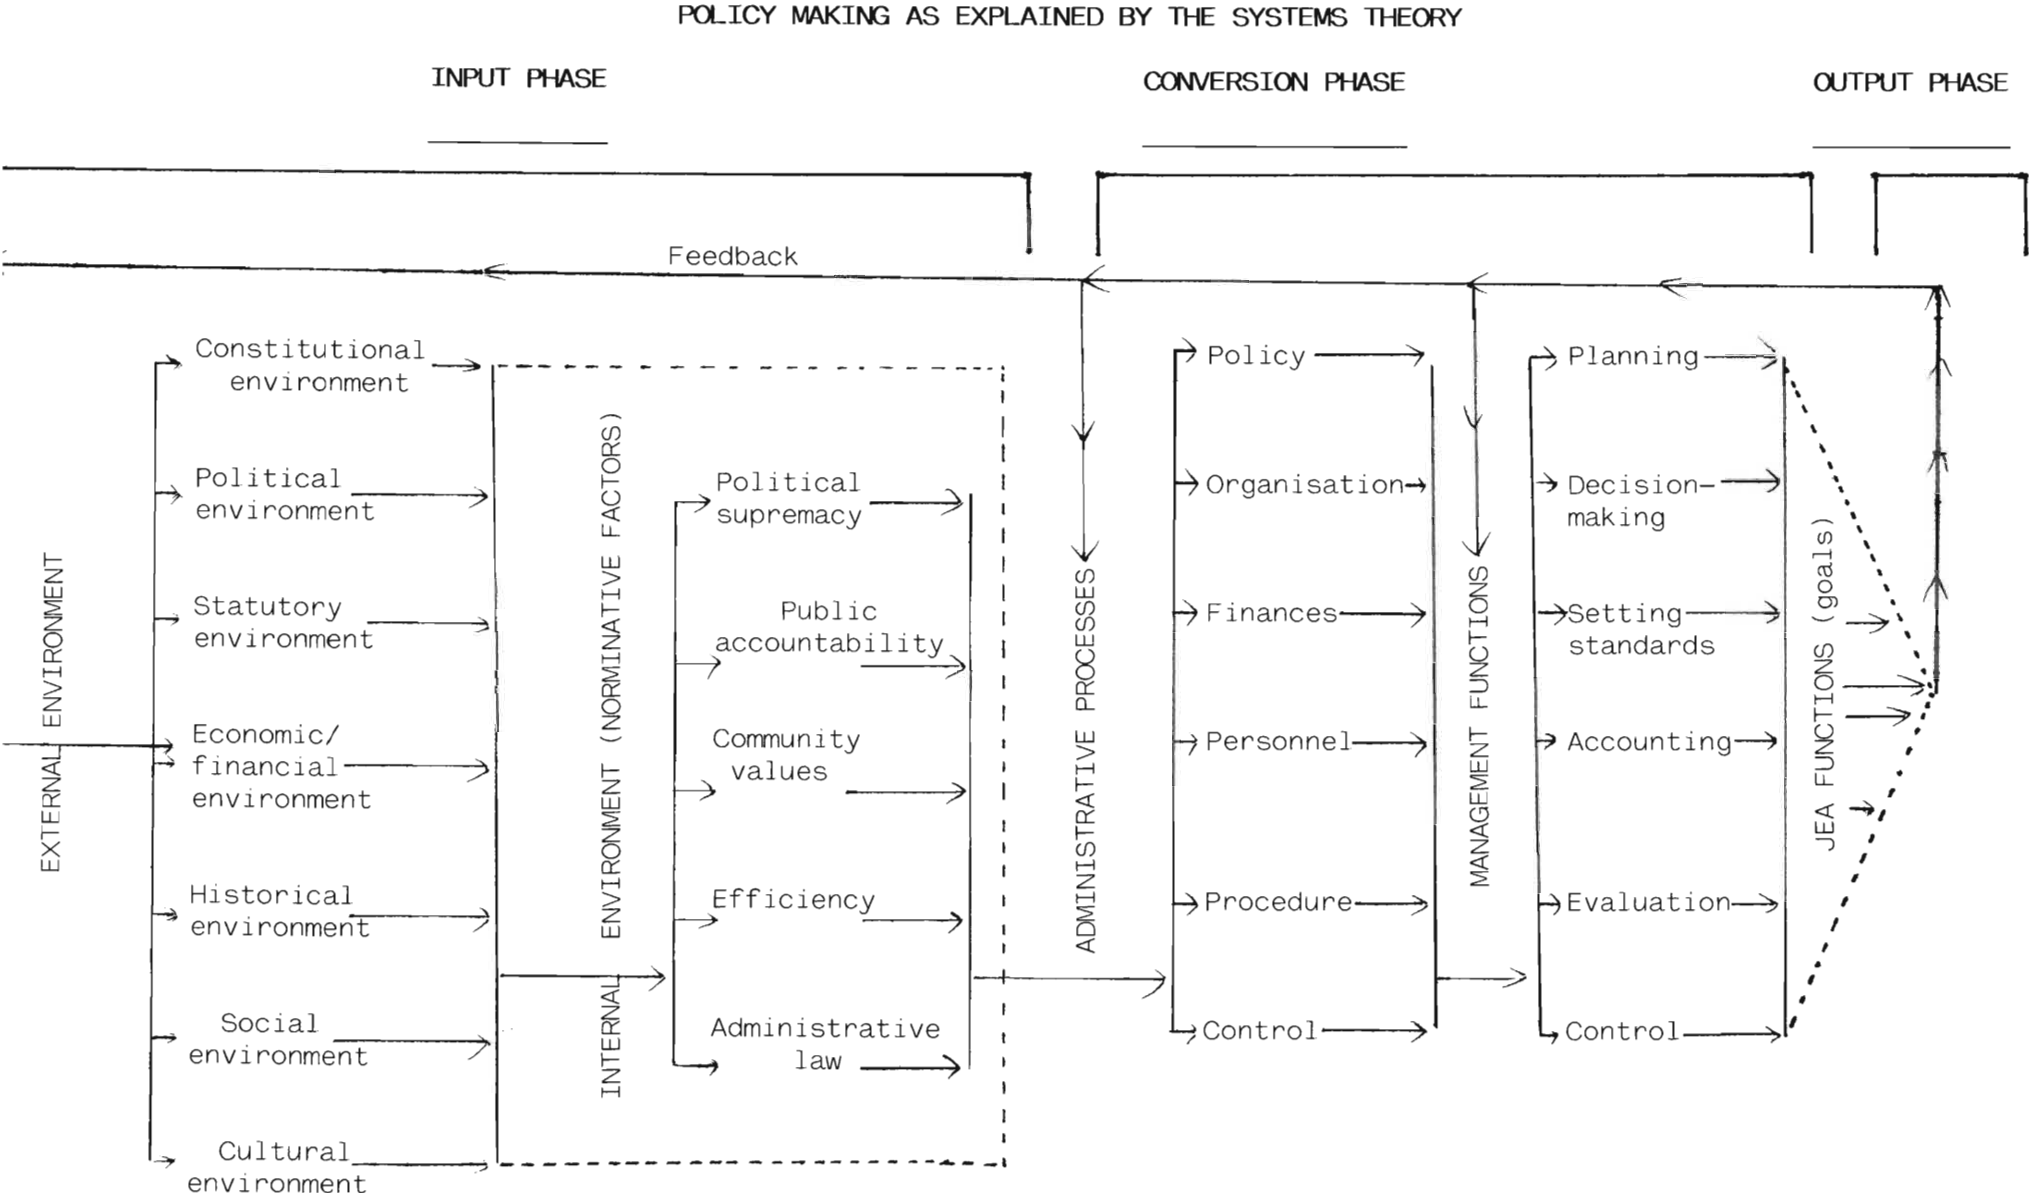 POLICY MAKING AS EXPLAINED BY THE SYSTEMS THEORY
INPUT PHASE
CONVERSION PHASE
OUTPUT PHASE
Feedback
EXTERNAL ENVIRONMENT
Constitutional
environment
Political
environment
Statutory
environment
Economic/
financial
environment
Historical
environment
Social
environment
Cultural
environment
INTERNAL ENVIRONMENT (NORMINATIVE FACTORS)
Political
supremacy
Public
accountability
Community
values
Efficiency
Administrative
law
ADMINISTRATIVE PROCESSES
Policy
Organisation
Finances
Personnel
Procedure
Control
MANAGEMENT FUNCTIONS
Planning
Decision-
making
Setting
standards
Accounting
Evaluation
Control
JEA FUNCTIONS (goals)